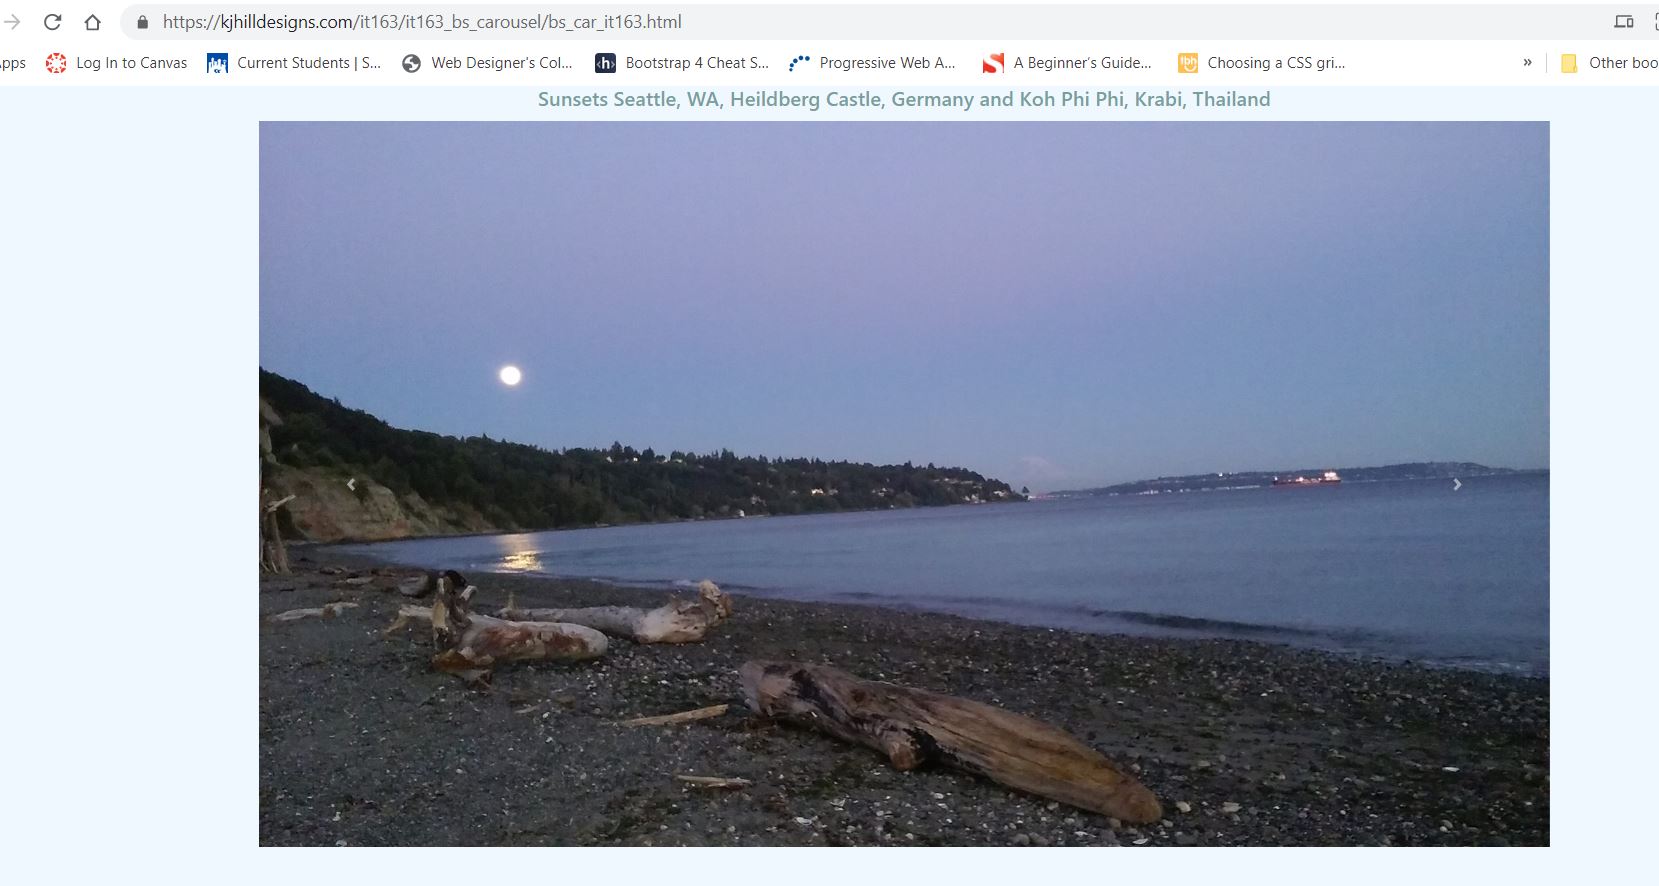 https://kjhilldesigns.com/it163/it163_bs_carousel/bs_car_it163.html
pps Log In to Canvas Current Students | S... Web Designer's Col... <h> Bootstrap 4 Cheat S... Progressive Web A... A Beginner's Guide... lbh Choosing a CSS gri... » Other boo
Sunsets Seattle, WA, Heildberg Castle, Germany and Koh Phi Phi, Krabi, Thailand